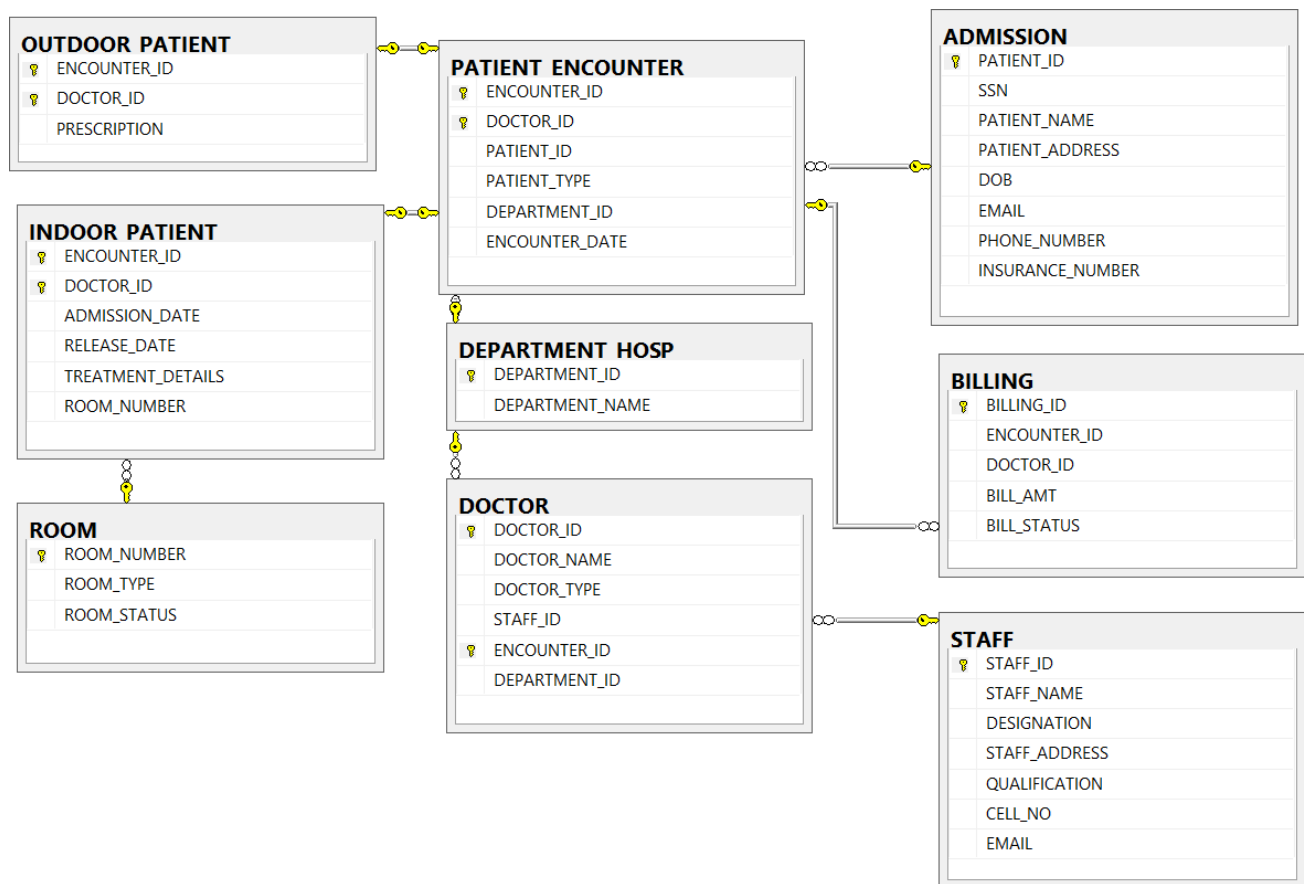 OUTDOOR PATIENT
ENCOUNTER_ID
DOCTOR_ID
PRESCRIPTION
PATIENT ENCOUNTER
ENCOUNTER_ID
DOCTOR_ID
PATIENT_ID
PATIENT_TYPE
DEPARTMENT_ID
ENCOUNTER_DATE
ADMISSION
PATIENT_ID
SSN
PATIENT_NAME
PATIENT_ADDRESS
DOB
EMAIL
PHONE_NUMBER
INSURANCE_NUMBER
INDOOR PATIENT
ENCOUNTER_ID
DOCTOR_ID
ADMISSION_DATE
RELEASE_DATE
TREATMENT_DETAILS
ROOM_NUMBER
DEPARTMENT HOSP
DEPARTMENT_ID
DEPARTMENT_NAME
BILLING
BILLING_ID
ENCOUNTER_ID
DOCTOR_ID
BILL_AMT
BILL_STATUS
ROOM
ROOM_NUMBER
ROOM_TYPE
ROOM_STATUS
DOCTOR
DOCTOR_ID
DOCTOR_NAME
DOCTOR_TYPE
STAFF_ID
ENCOUNTER_ID
DEPARTMENT_ID
STAFF
STAFF_ID
STAFF_NAME
DESIGNATION
STAFF_ADDRESS
QUALIFICATION
CELL_NO
EMAIL